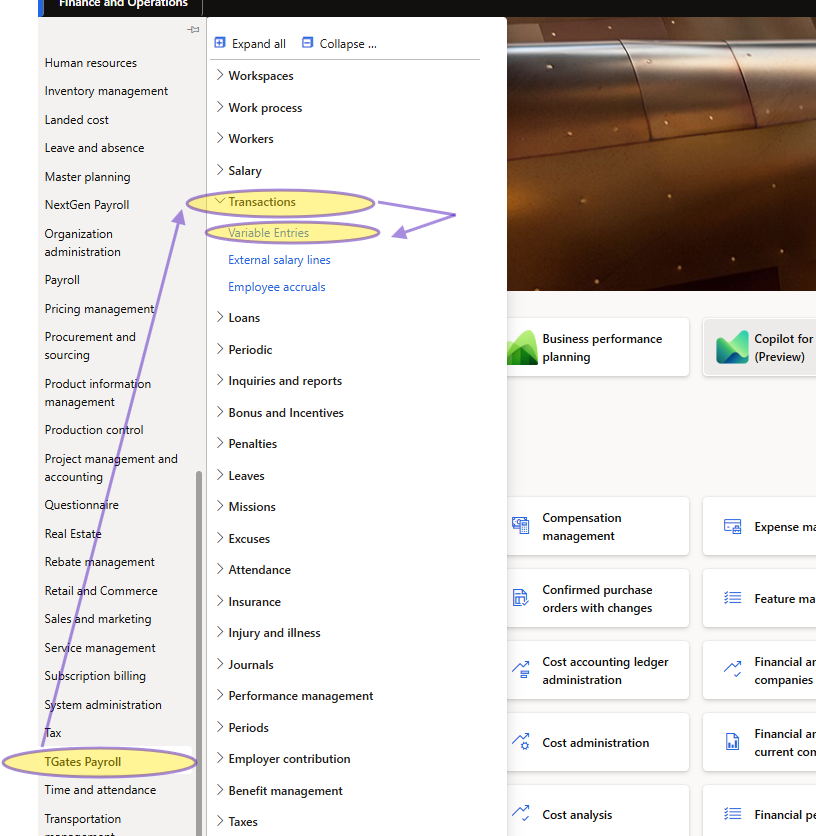 Finance and Operations
Human resources
Inventory management
Landed cost
Leave and absence
Master planning
NextGen Payroll
Organization
administration
Payroll
Pricing management
Procurement and
sourcing
Product information
management
Production control
Project management and
accounting
Questionnaire
Real Estate
Rebate management
Retail and Commerce
Sales and marketing
Service management
Subscription billing
System administration
Tax
TGates Payroll
Time and attendance
Transportation
management
Expand all
Collapse ...
Workspaces
Work process
Workers
Salary
Transactions
Variable Entries
External salary lines
Employee accruals
Loans
Periodic
Inquiries and reports
Bonus and Incentives
Penalties
Leaves
Missions
Excuses
Attendance
Insurance
Injury and illness
Journals
Performance management
Periods
Employer contribution
Benefit management
Taxes
Business performance
planning
Copilot for
(Preview)
Compensation
management
Expense ma
Confirmed purchase
orders with changes
Feature ma
Cost accounting ledger
administration
Financial an
companies
Cost administration
Financial an
current com
Cost analysis
Financial pe